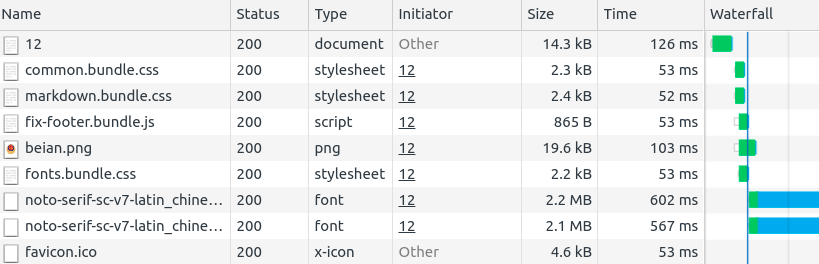 Name Status Type Initiator Size Time Waterfall
12 200 document Other 14.3 kB 126 ms
common.bundle.css 200 stylesheet 12 2.3 kB 53 ms
markdown.bundle.css 200 stylesheet 12 2.4 kB 52 ms
fix-footer.bundle.js 200 script 12 865 B 53 ms
beian.png 200 png 12 19.6 kB 103 ms
fonts.bundle.css 200 stylesheet 12 2.2 kB 53 ms
noto-serif-sc-v7-latin_chine... 200 font 12 2.2 MB 602 ms
noto-serif-sc-v7-latin_chine... 200 font 12 2.1 MB 567 ms
favicon.ico 200 x-icon Other 4.6 kB 53 ms